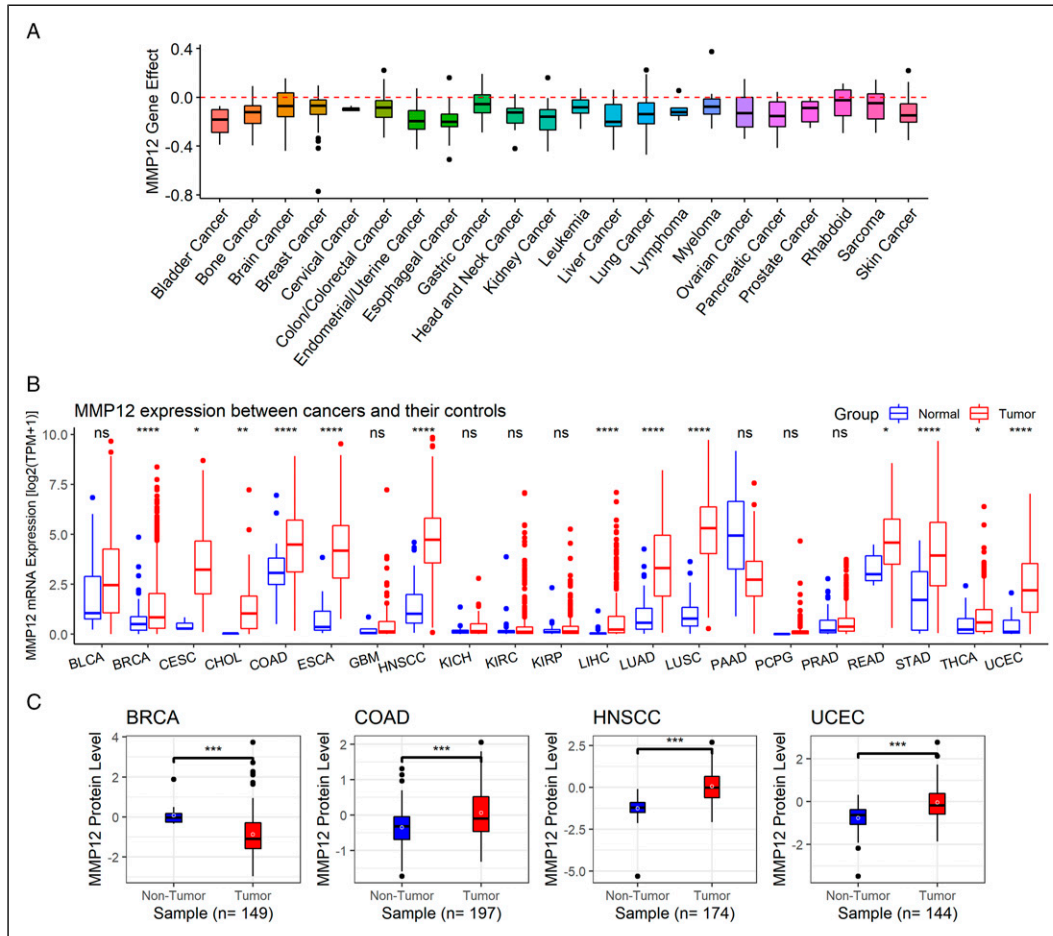 A
MMP12 Gene Effect
0.4
0.0
-0.4
-0.8
Bladder Cancer
Bone Cancer
Brain Cancer
Breast Cancer
Cervical Cancer
Colon/Colorectal Cancer
Endometrial/Uterine Cancer
Esophageal Cancer
Gastric Cancer
Head and Neck Cancer
Kidney Cancer
Leukemia
Liver Cancer
Lung Cancer
Lymphoma
Myeloma
Ovarian Cancer
Pancreatic Cancer
Prostate Cancer
Rhabdoid
Sarcoma
Skin Cancer
B
MMP12 expression between cancers and their controls
Group Normal Tumor
MMP12 mRNA Expression [log2(TPM+1)]
10.0
7.5
5.0
2.5
0.0
ns **** * ** **** **** ns **** ns ns ns **** **** **** ns ns ns * **** * ****
BLCA BRCA CESC CHOL COAD ESCA GBM HNSCC KICH KIRC KIRP LIHC LUAD LUSC PAAD PCPG PRAD READ STAD THCA UCEC
C
BRCA
MMP12 Protein Level
4
2
0
-2
***
Non-Tumor Tumor
Sample (n= 149)
COAD
MMP12 Protein Level
2
1
0
-1
***
Non-Tumor Tumor
Sample (n= 197)
HNSCC
MMP12 Protein Level
2.5
0.0
-2.5
-5.0
***
Non-Tumor Tumor
Sample (n= 174)
UCEC
MMP12 Protein Level
2
0
-2
***
Non-Tumor Tumor
Sample (n= 144)